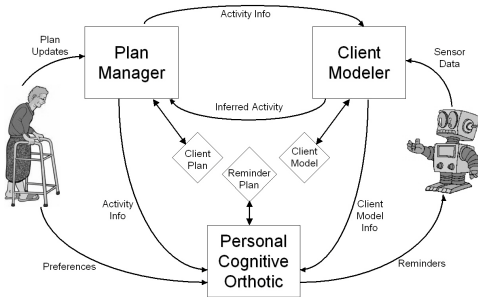 Activity Info
Plan
Updates
Plan
Manager
Client
Modeler
Sensor
Data
Inferred Activity
Client
Plan
Reminder
Plan
Client
Model
Activity
Info
Client
Model
Info
Personal
Cognitive
Orthotic
Preferences
Reminders